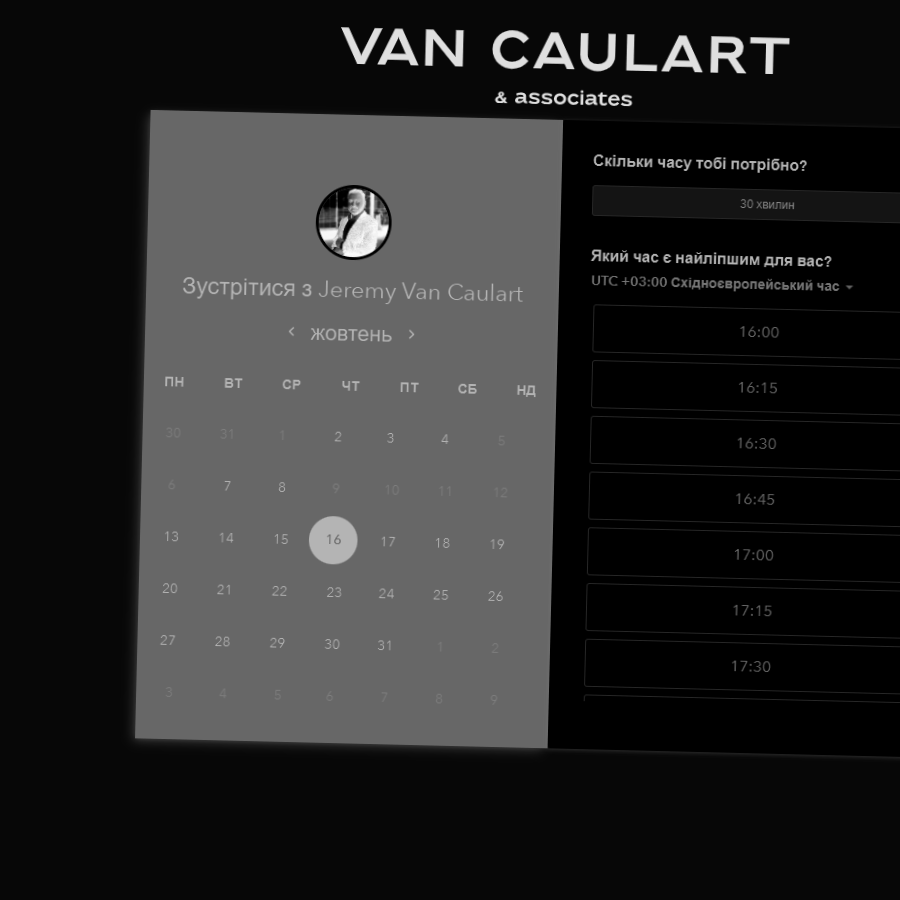 VAN CAULART
& associates
Зустрітися з Jeremy Van Caulart
жовтень
ПН ВТ СР ЧТ ПТ СБ НД
30 31 1 2 3 4 5
6 7 8 9 10 11 12
13 14 15 16 17 18 19
20 21 22 23 24 25 26
27 28 29 30 31 1 2
3 4 5 6 7 8 9
Скільки часу тобі потрібно?
30 хвилин
Який час є найліпшим для вас?
UTC +03:00 Східноєвропейський час
16:00
16:15
16:30
16:45
17:00
17:15
17:30